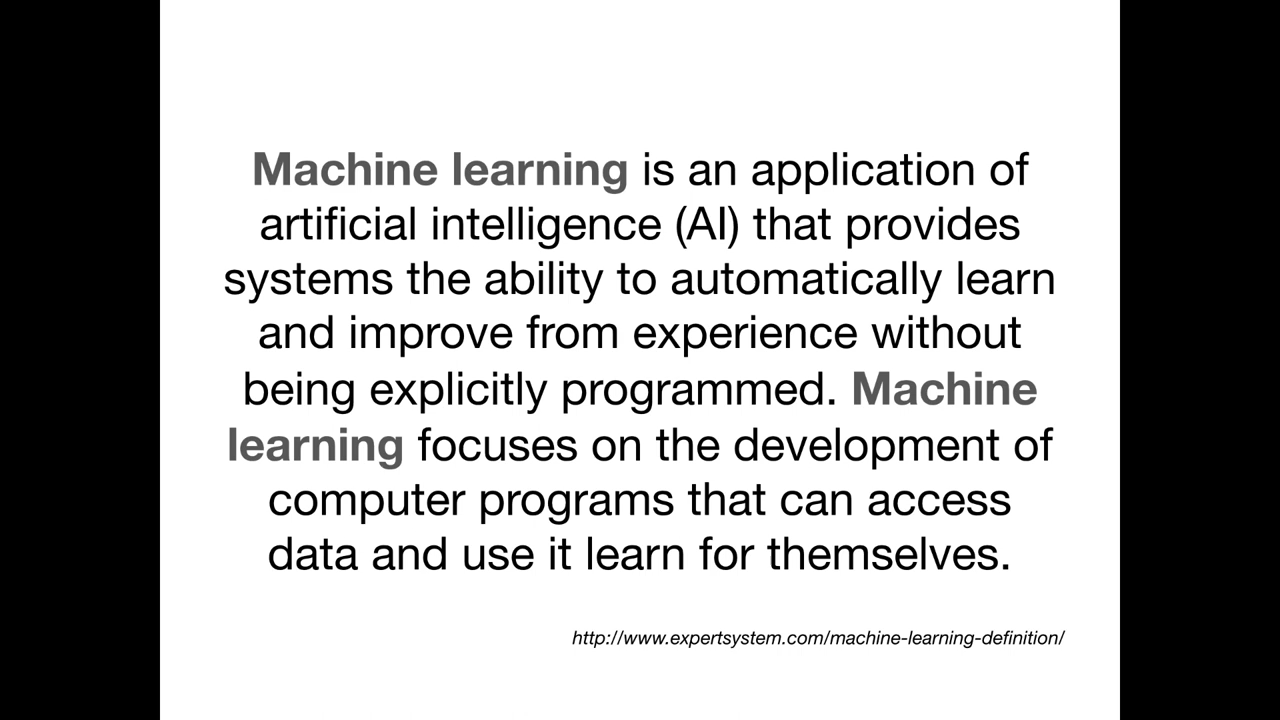 Machine learning is an application of
artificial intelligence (AI) that provides
systems the ability to automatically learn
and improve from experience without
being explicitly programmed. Machine
learning focuses on the development of
computer programs that can access
data and use it learn for themselves.
http://www.expertsystem.com/machine-learning-definition/